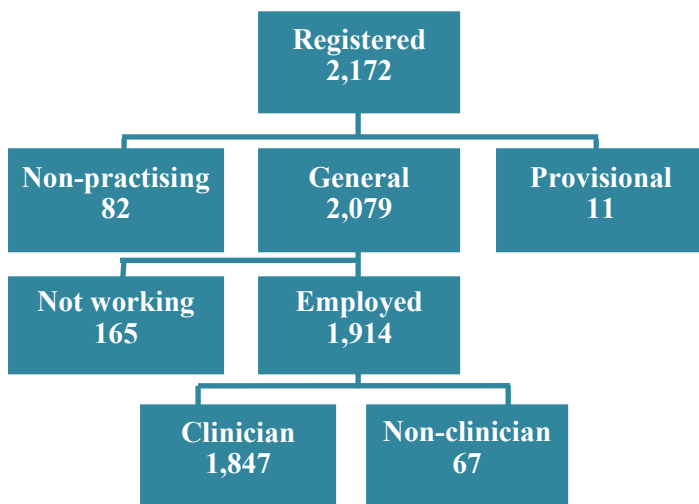 Registered
2,172
Non-practising
82
General
2,079
Provisional
11
Not working
165
Employed
1,914
Clinician
1,847
Non-clinician
67